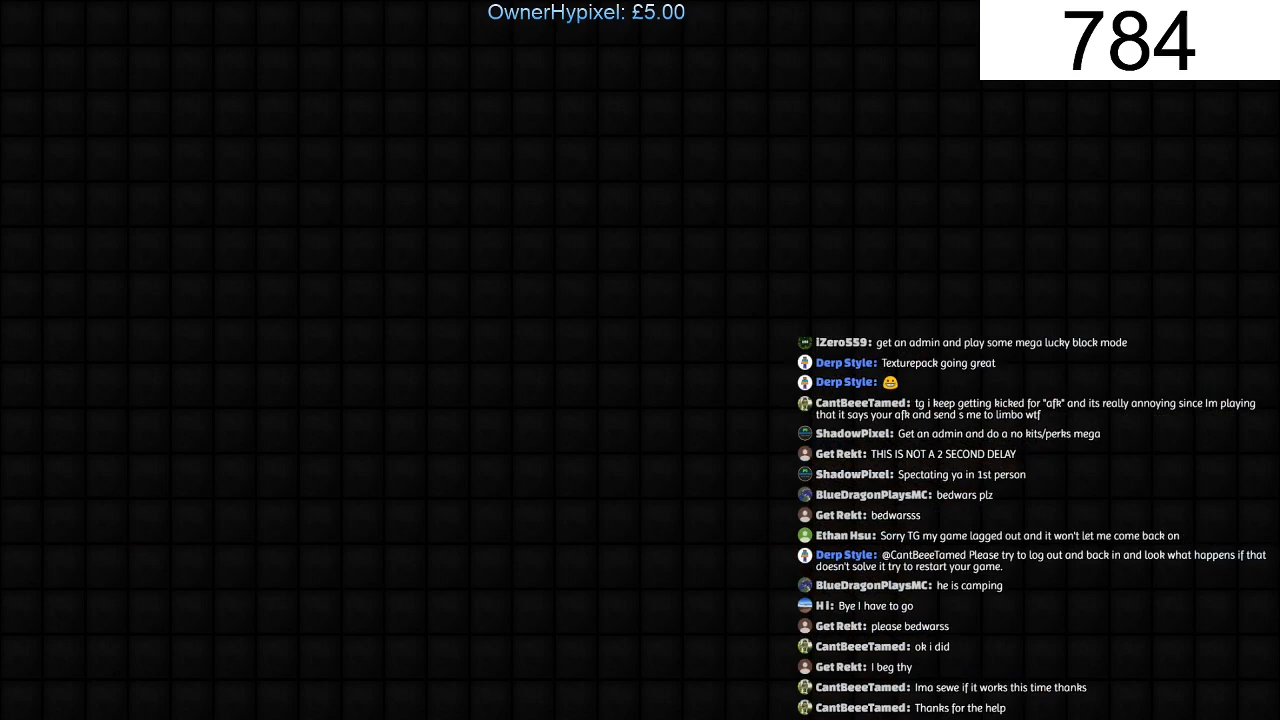 OwnerHypixel: £5.00
784
iZero559: get an admin and play some mega lucky block mode
Derp Style: Texturepack going great
Derp Style: 😀
CantBeeeTamed: tg i keep getting kicked for "afk" and its really annoying since Im playing
that it says your afk and send s me to limbo wtf
ShadowPixel: Get an admin and do a no kits/perks mega
Get Rekt: THIS IS NOT A 2 SECOND DELAY
ShadowPixel: Spectating ya in 1st person
BlueDragonPlaysMC: bedwars plz
Get Rekt: bedwarsss
Ethan Hsu: Sorry TG my game lagged out and it won't let me come back on
Derp Style: @CantBeeeTamed Please try to log out and back in and look what happens if that
doesn't solve it try to restart your game.
BlueDragonPlaysMC: he is camping
H i: Bye I have to go
Get Rekt: please bedwarss
CantBeeeTamed: ok i did
Get Rekt: I beg thy
CantBeeeTamed: Ima sewe if it works this time thanks
CantBeeeTamed: Thanks for the help